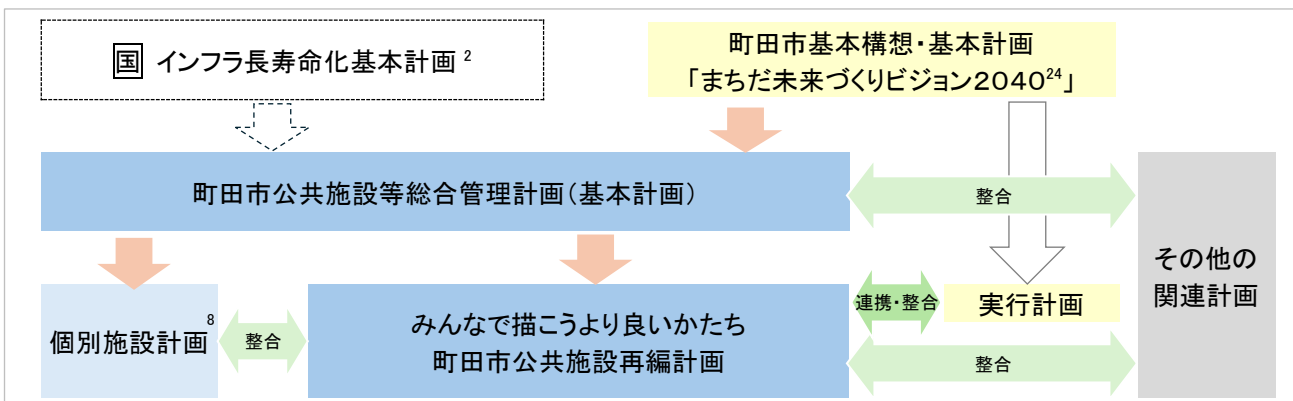 国 インフラ長寿命化基本計画 2
町田市基本構想・基本計画
「まちだ未来づくりビジョン204024」
町田市公共施設等総合管理計画(基本計画)
整合
その他の
関連計画
個別施設計画8
整合
みんなで描こうより良いかたち
町田市公共施設再編計画
連携・整合
実行計画
整合